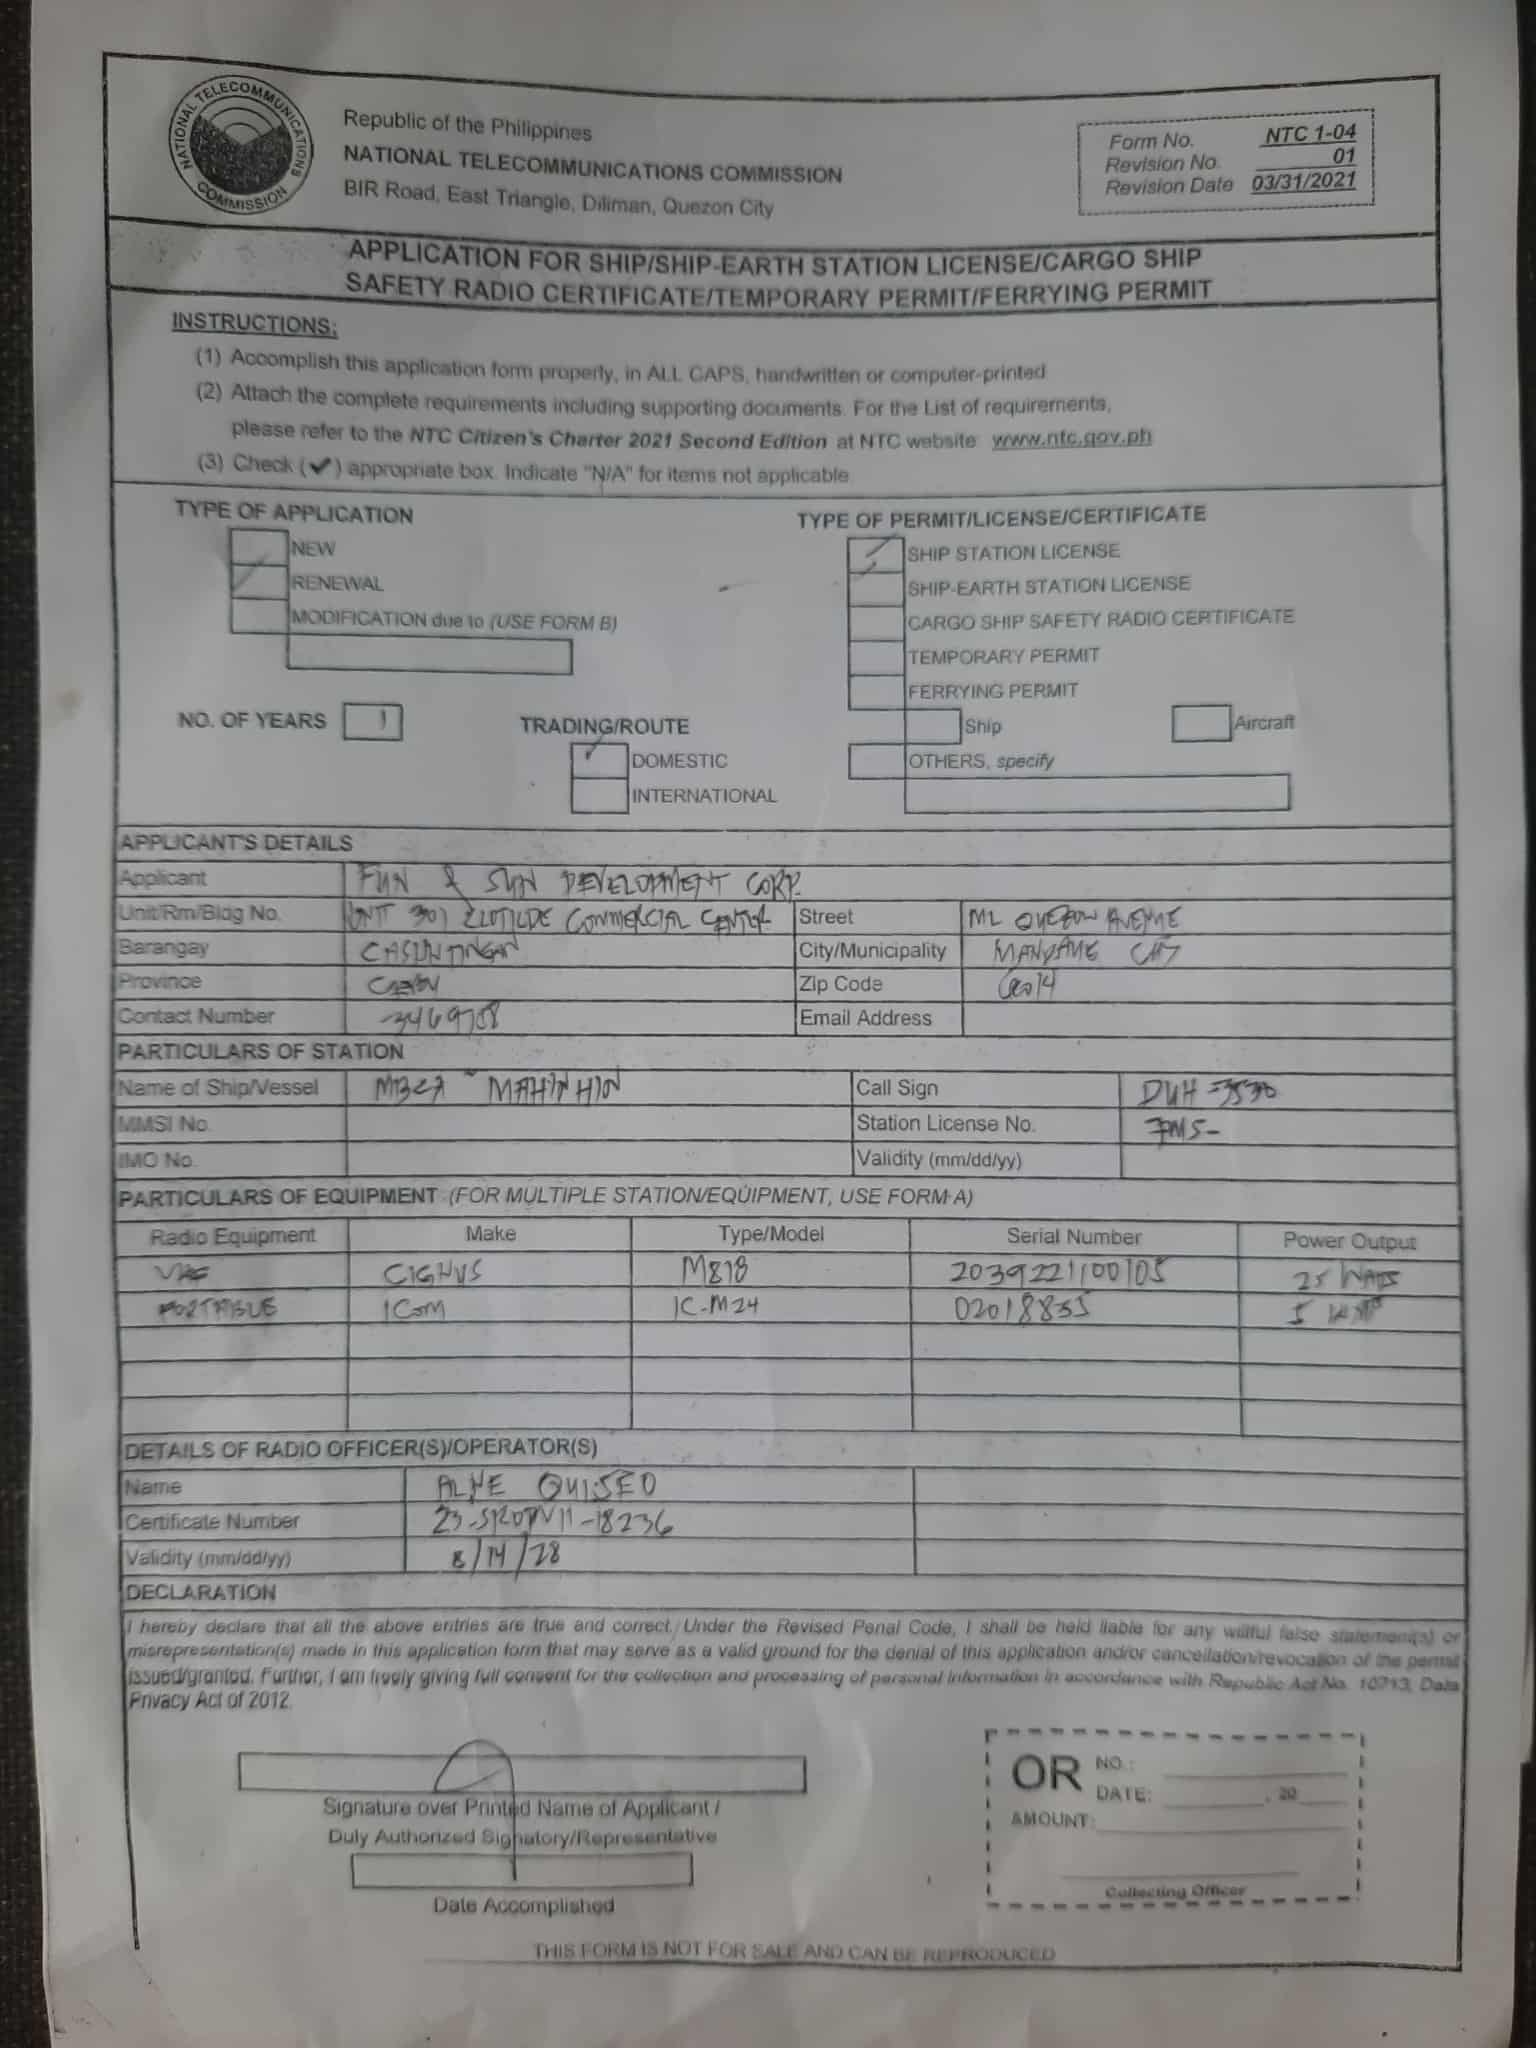 NATIONAL TELECOMMUNICATIONS COMMISSION
Republic of the Philippines
NATIONAL TELECOMMUNICATIONS COMMISSION
BIR Road, East Triangle, Diliman, Quezon City
Form No. NTC 1-04
Revision No. 01
Revision Date 03/31/2021
APPLICATION FOR SHIP/SHIP-EARTH STATION LICENSE/CARGO SHIP
SAFETY RADIO CERTIFICATE/TEMPORARY PERMIT/FERRYING PERMIT
INSTRUCTIONS:
(1) Accomplish this application form properly, in ALL CAPS, handwritten or computer-printed
(2) Attach the complete requirements including supporting documents. For the List of requirements,
please refer to the NTC Citizen's Charter 2021 Second Edition at NTC website www.ntc.gov.ph
(3) Check (✓) appropriate box. Indicate "N/A" for items not applicable
TYPE OF APPLICATION
NEW
RENEWAL
MODIFICATION due to (USE FORM B)
NO. OF YEARS 1
TRADING/ROUTE
DOMESTIC
INTERNATIONAL
TYPE OF PERMIT/LICENSE/CERTIFICATE
SHIP STATION LICENSE
SHIP-EARTH STATION LICENSE
CARGO SHIP SAFETY RADIO CERTIFICATE
TEMPORARY PERMIT
FERRYING PERMIT
Ship Aircraft
OTHERS, specify
APPLICANT'S DETAILS
Applicant FUN & SUN DEVELOPMENT CORP.
Unit/Rm/Bldg No. UNIT 301 CLOTILDE COMMERCIAL CENTER Street ML QUEZON AVENUE
Barangay CASUNTINGAN City/Municipality MANDAUE CITY
Province CEBU Zip Code 6014
Contact Number Email Address
PARTICULARS OF STATION
Name of Ship/Vessel MBCA MAHINHIN Call Sign DUH-3530
MMSI No. Station License No.
IMO No. Validity (mm/dd/yy)
PARTICULARS OF EQUIPMENT (FOR MULTIPLE STATION/EQUIPMENT, USE FORM A)
Radio Equipment Make Type/Model Serial Number Power Output
CIGNUS M818 2039221100105 25 WATTS
PORTABLE ICOM IC-M24 02018835 5
DETAILS OF RADIO OFFICER(S)/OPERATOR(S)
Name QUISEO
Certificate Number
Validity (mm/dd/yy) 8/14/28
DECLARATION
I hereby declare that all the above entries are true and correct. Under the Revised Penal Code, I shall be held liable for any willful false statement(s) or
misrepresentation(s) made in this application form that may serve as a valid ground for the denial of this application and/or cancellation/revocation of the permit
issued/granted. Further, I am freely giving full consent for the collection and processing of personal information in accordance with Republic Act No. 10713, Data
Privacy Act of 2012.
Signature over Printed Name of Applicant /
Duly Authorized Signatory/Representative
Date Accomplished
OR NO.:
DATE: , 20
AMOUNT:
Collecting Officer
THIS FORM IS NOT FOR SALE AND CAN BE REPRODUCED